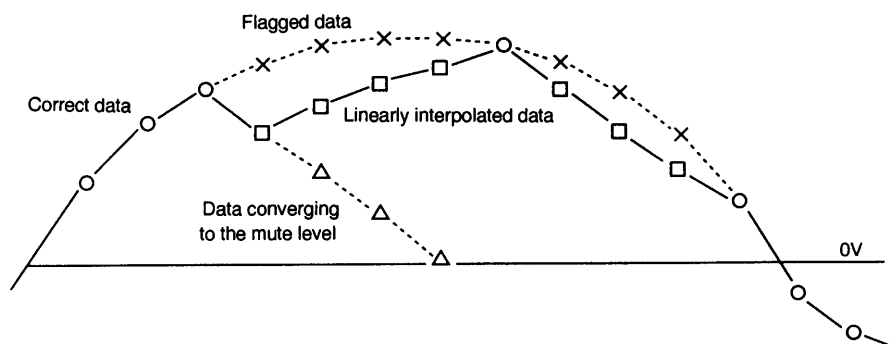 Flagged data
Correct data
Linearly interpolated data
Data converging
to the mute level
0V